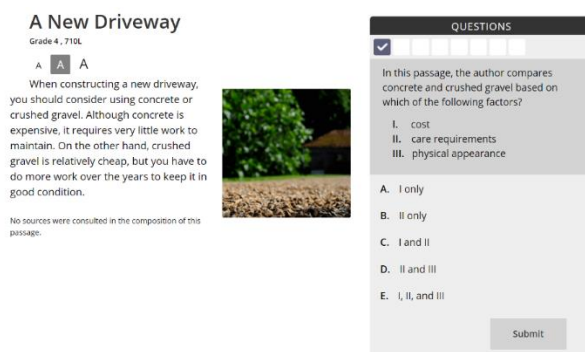 A New Driveway
Grade 4 , 710L
A A A
When constructing a new driveway,
you should consider using concrete or
crushed gravel. Although concrete is
expensive, it requires very little work to
maintain. On the other hand, crushed
gravel is relatively cheap, but you have to
do more work over the years to keep it in
good condition.
No sources were consulted in the composition of this
passage.
QUESTIONS
In this passage, the author compares
concrete and crushed gravel based on
which of the following factors?
I. cost
II. care requirements
III. physical appearance
A. I only
B. II only
C. I and II
D. II and III
E. I, II, and III
Submit